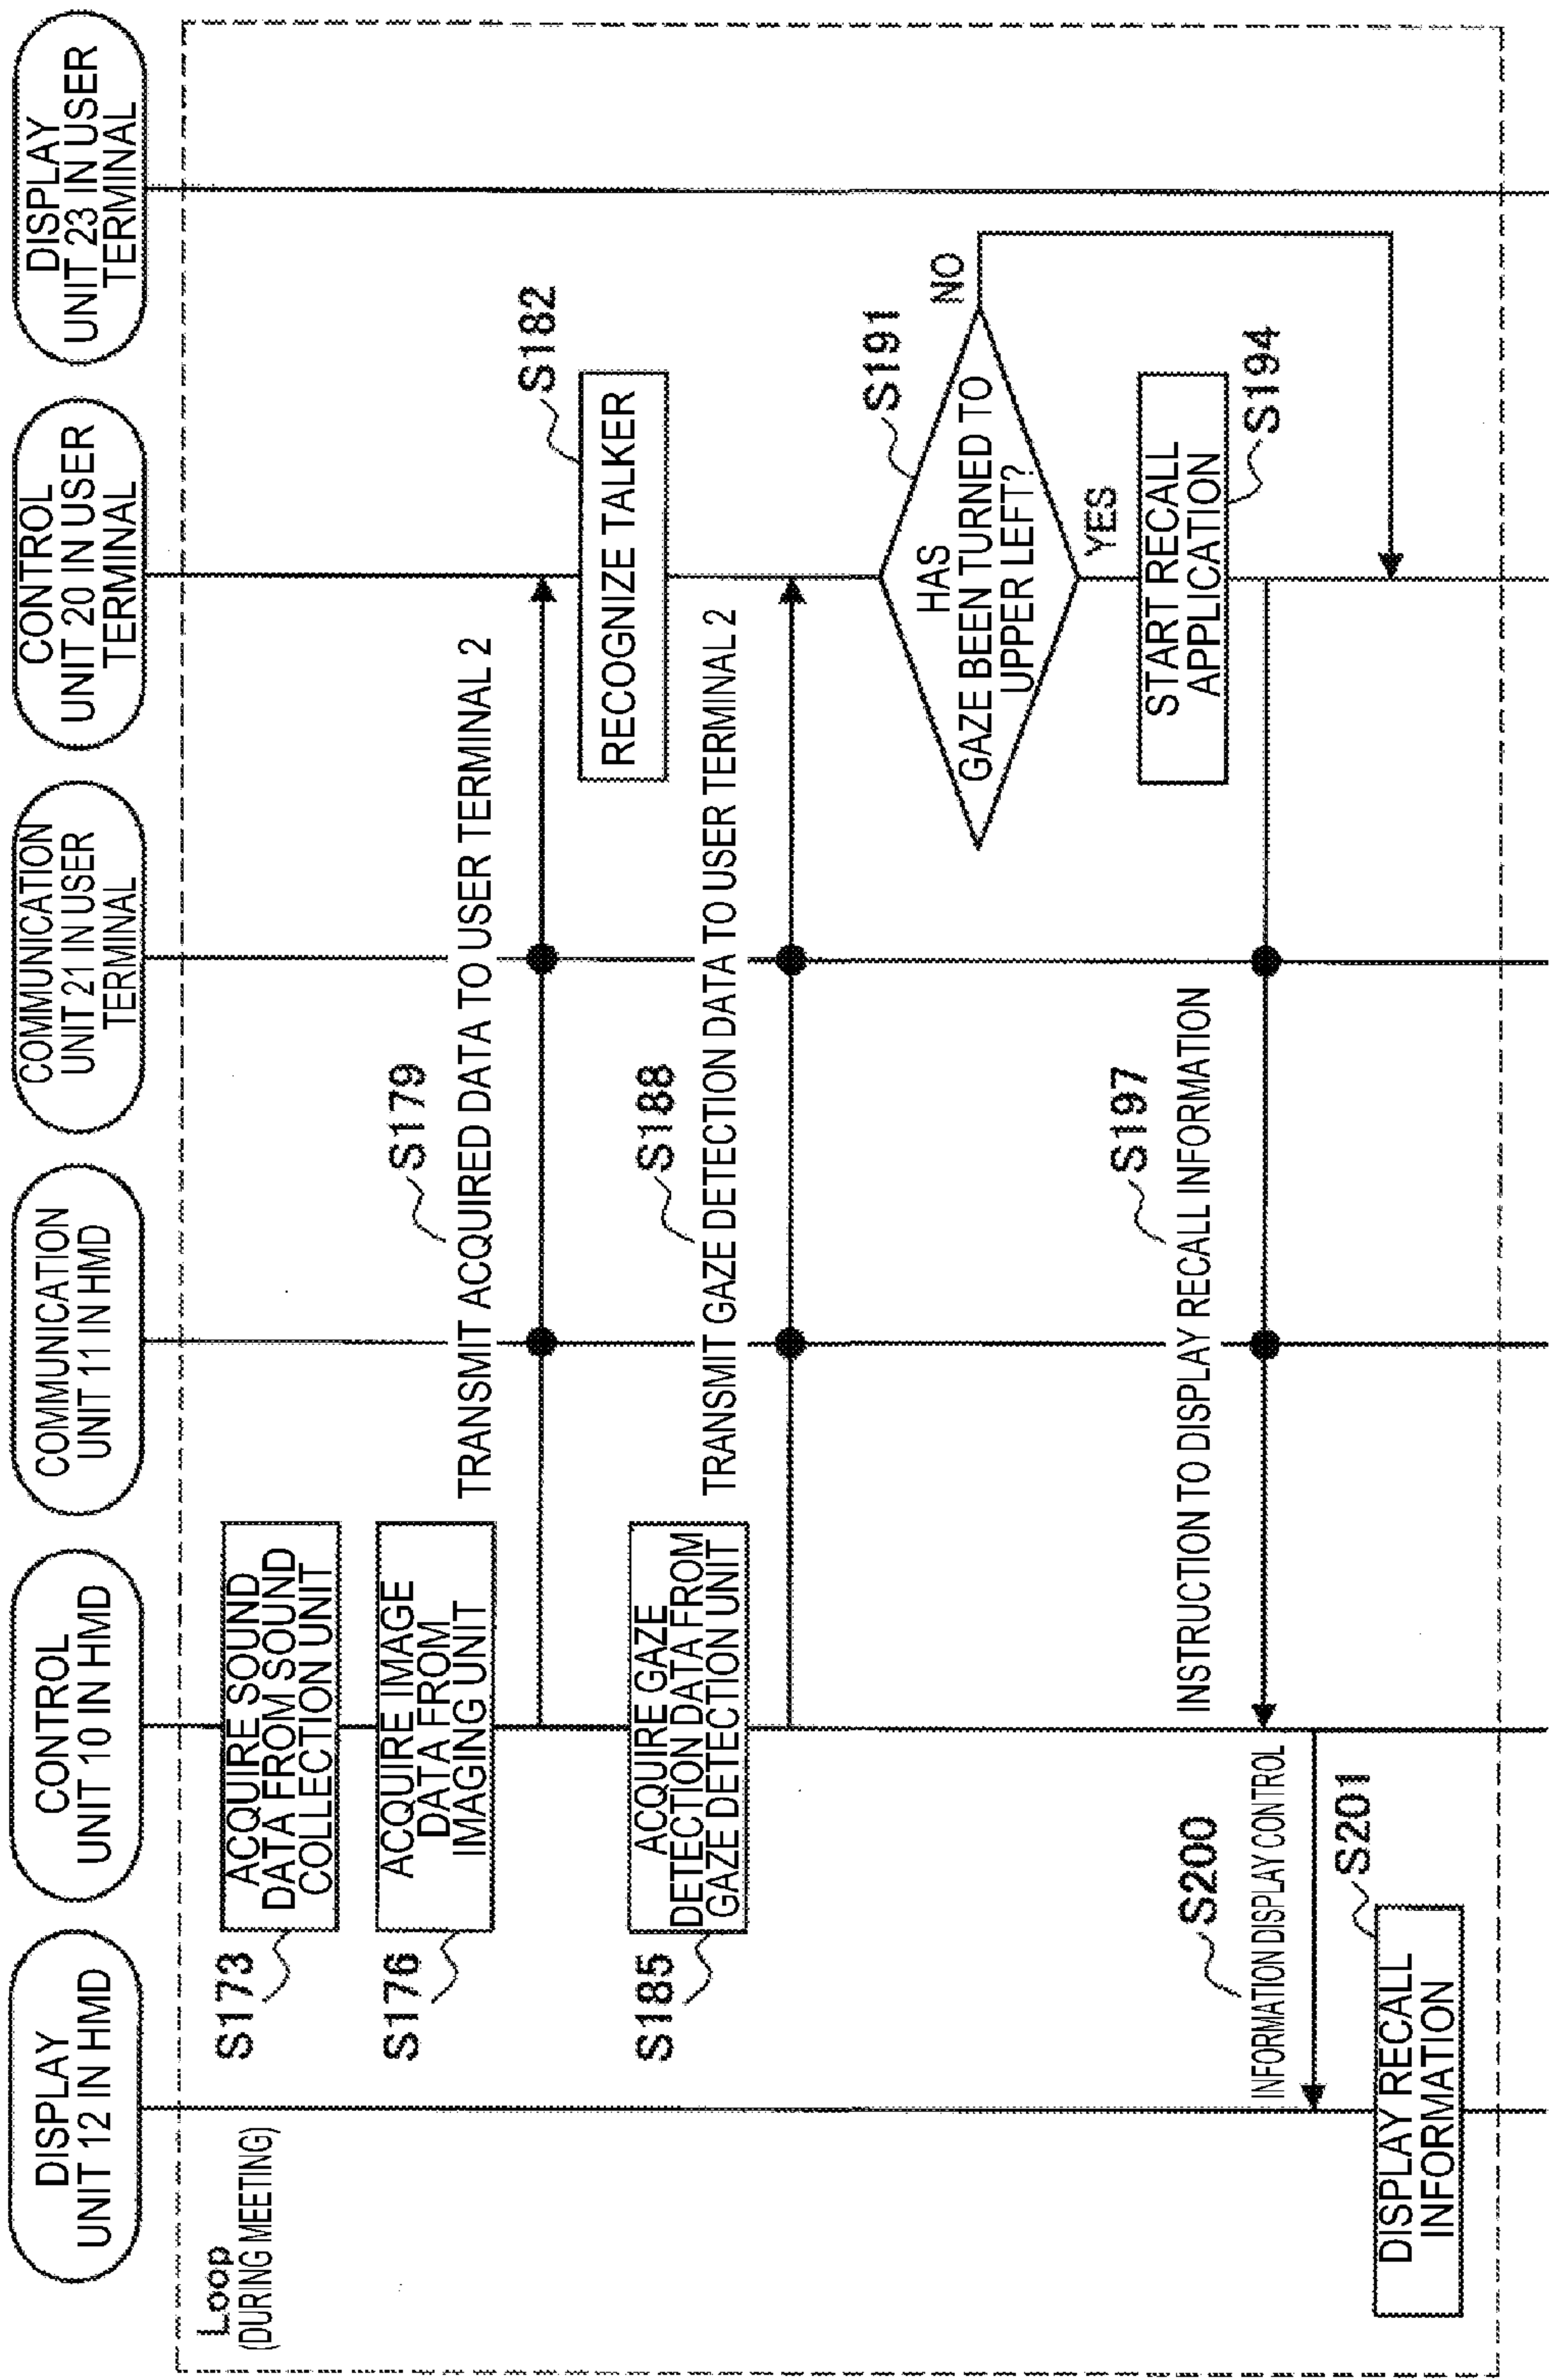 DISPLAY
UNIT 12 IN HMD
CONTROL
UNIT 10 IN HMD
COMMUNICATION
UNIT 11 IN HMD
COMMUNICATION
UNIT 21 IN USER
TERMINAL
CONTROL
UNIT 20 IN USER
TERMINAL
DISPLAY
UNIT 23 IN USER
TERMINAL
Loop
(DURING MEETING)
S173
ACQUIRE SOUND
DATA FROM SOUND
COLLECTION UNIT
S176
ACQUIRE IMAGE
DATA FROM
IMAGING UNIT
S179
TRANSMIT ACQUIRED DATA TO USER TERMINAL 2
S182
RECOGNIZE TALKER
S185
ACQUIRE GAZE
DETECTION DATA FROM
GAZE DETECTION UNIT
S188
TRANSMIT GAZE DETECTION DATA TO USER TERMINAL 2
S191
HAS
GAZE BEEN TURNED TO
UPPER LEFT?
NO
YES
START RECALL
APPLICATION
S194
S197
INSTRUCTION TO DISPLAY RECALL INFORMATION
S200
INFORMATION DISPLAY CONTROL
S201
DISPLAY RECALL
INFORMATION